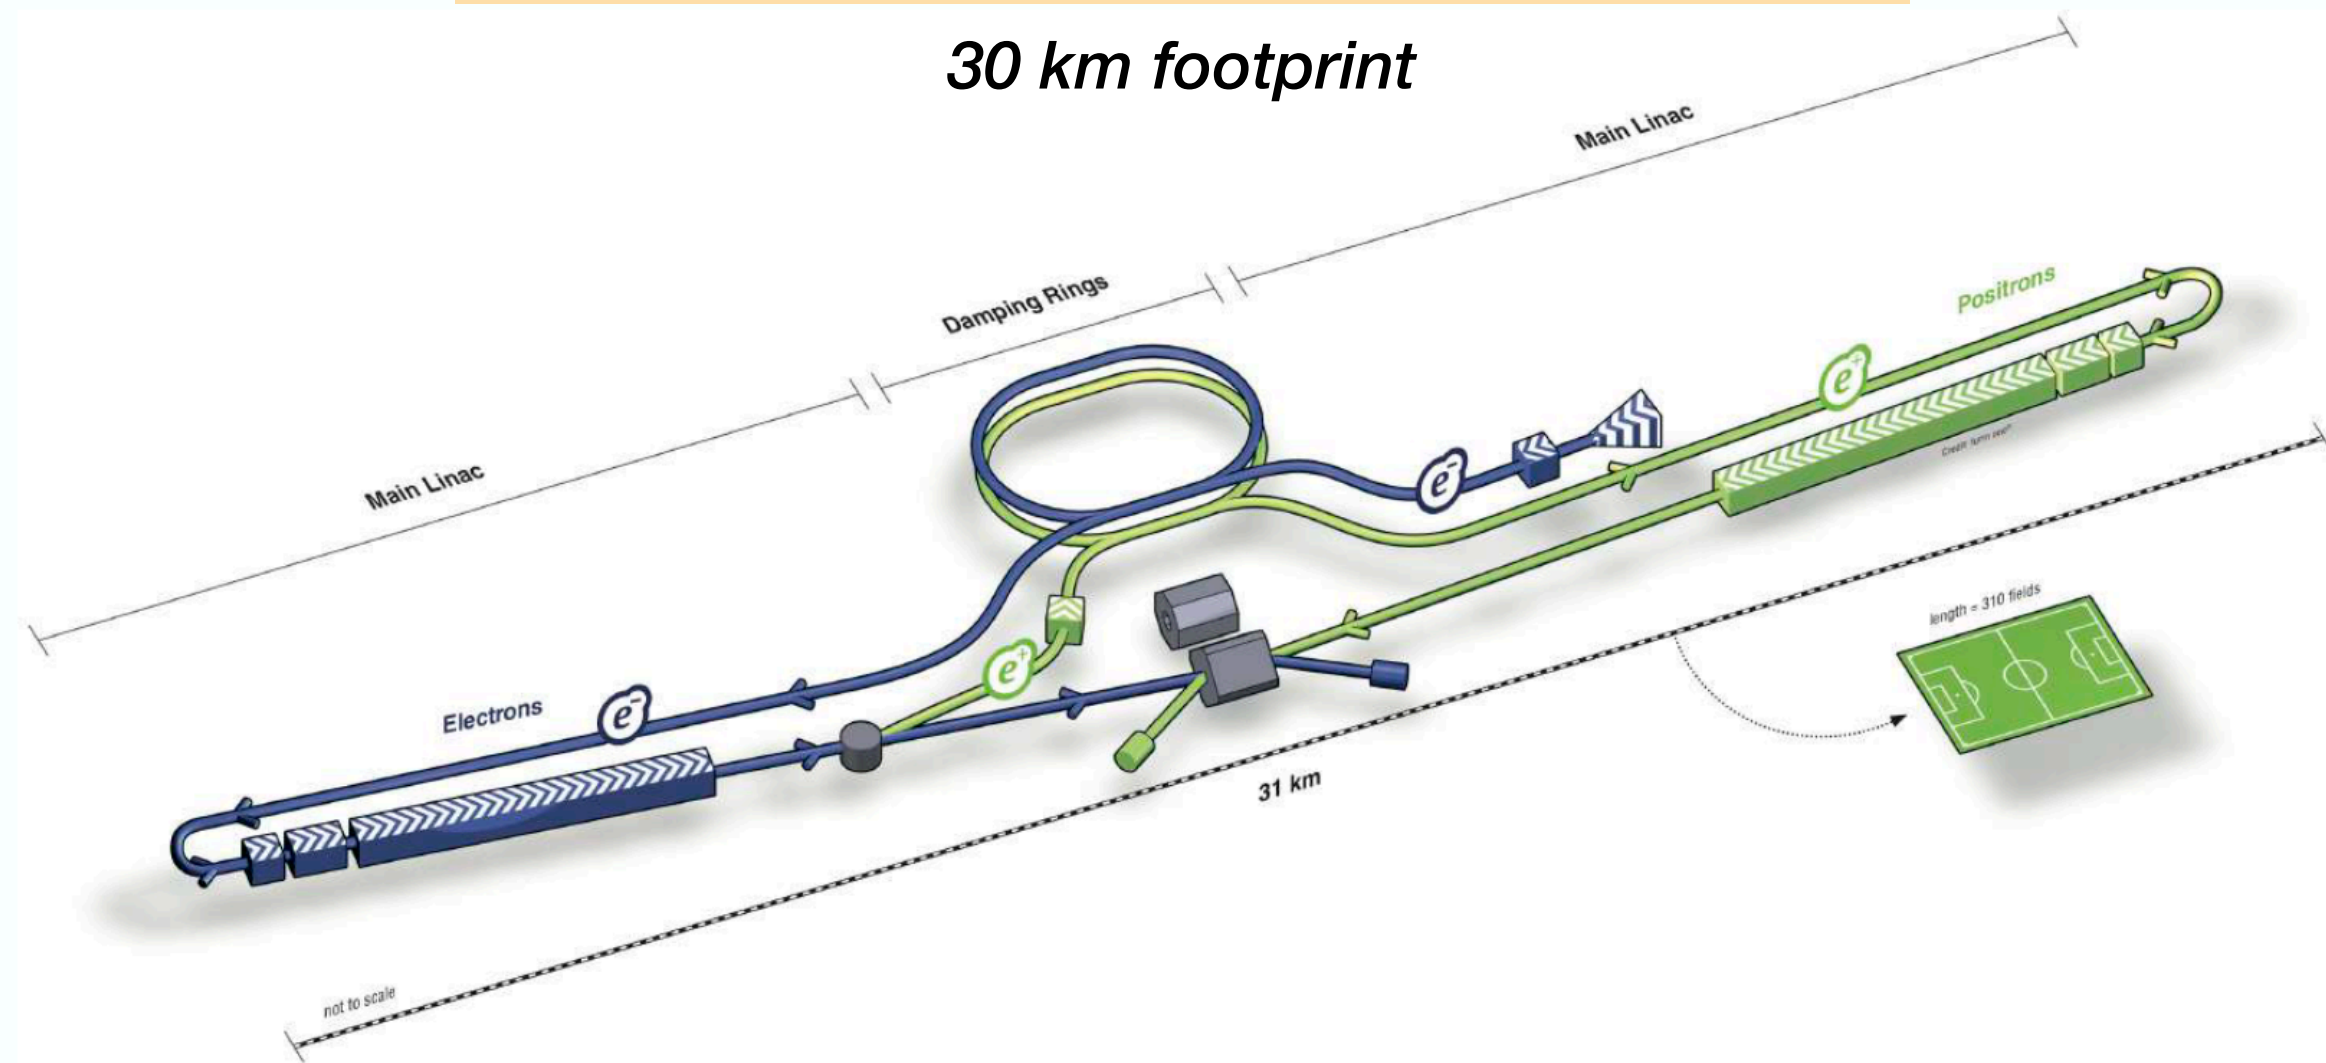 30 km footprint
Main Linac
Damping Rings
Main Linac
Positrons
e+
e-
length = 310 fields
e+
Electrons
e-
31 km
not to scale